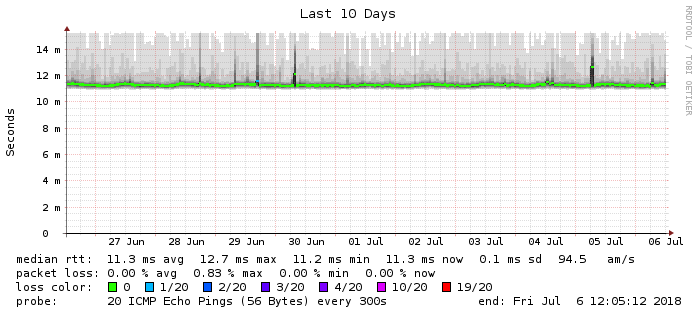 Last 10 Days
RRDTOOL / TOBI OETIKER
Seconds
14 m
12 m
10 m
8 m
6 m
4 m
2 m
0
27 Jun 28 Jun 29 Jun 30 Jun 01 Jul 02 Jul 03 Jul 04 Jul 05 Jul 06 Jul
median rtt: 11.3 ms avg 12.7 ms max 11.2 ms min 11.3 ms now 0.1 ms sd 94.5 am/s
packet loss: 0.00 % avg 0.83 % max 0.00 % min 0.00 % now
loss color: 0 1/20 2/20 3/20 4/20 10/20 19/20
probe: 20 ICMP Echo Pings (56 Bytes) every 300s end: Fri Jul 6 12:05:12 2018